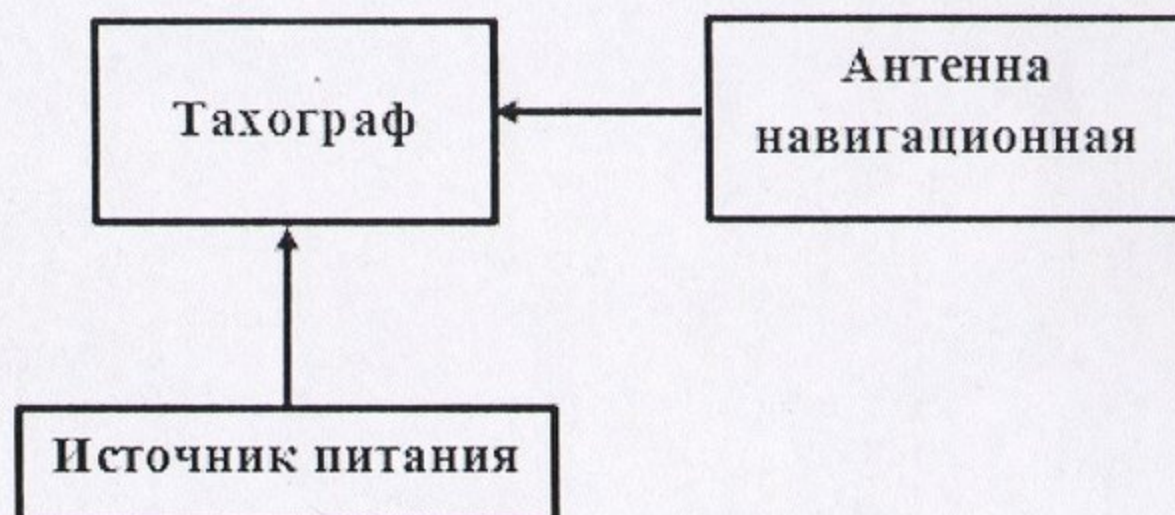 Тахограф
Антенна
навигационная
Источник питания